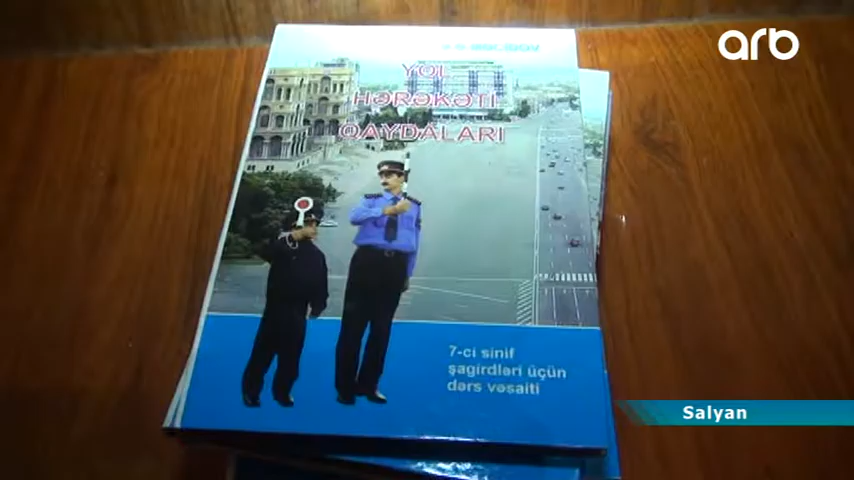 arb
YOL
HƏRƏKƏTİ
QAYDALARI
7-ci sinif
şagirdləri üçün
dərs vəsaiti
Salyan